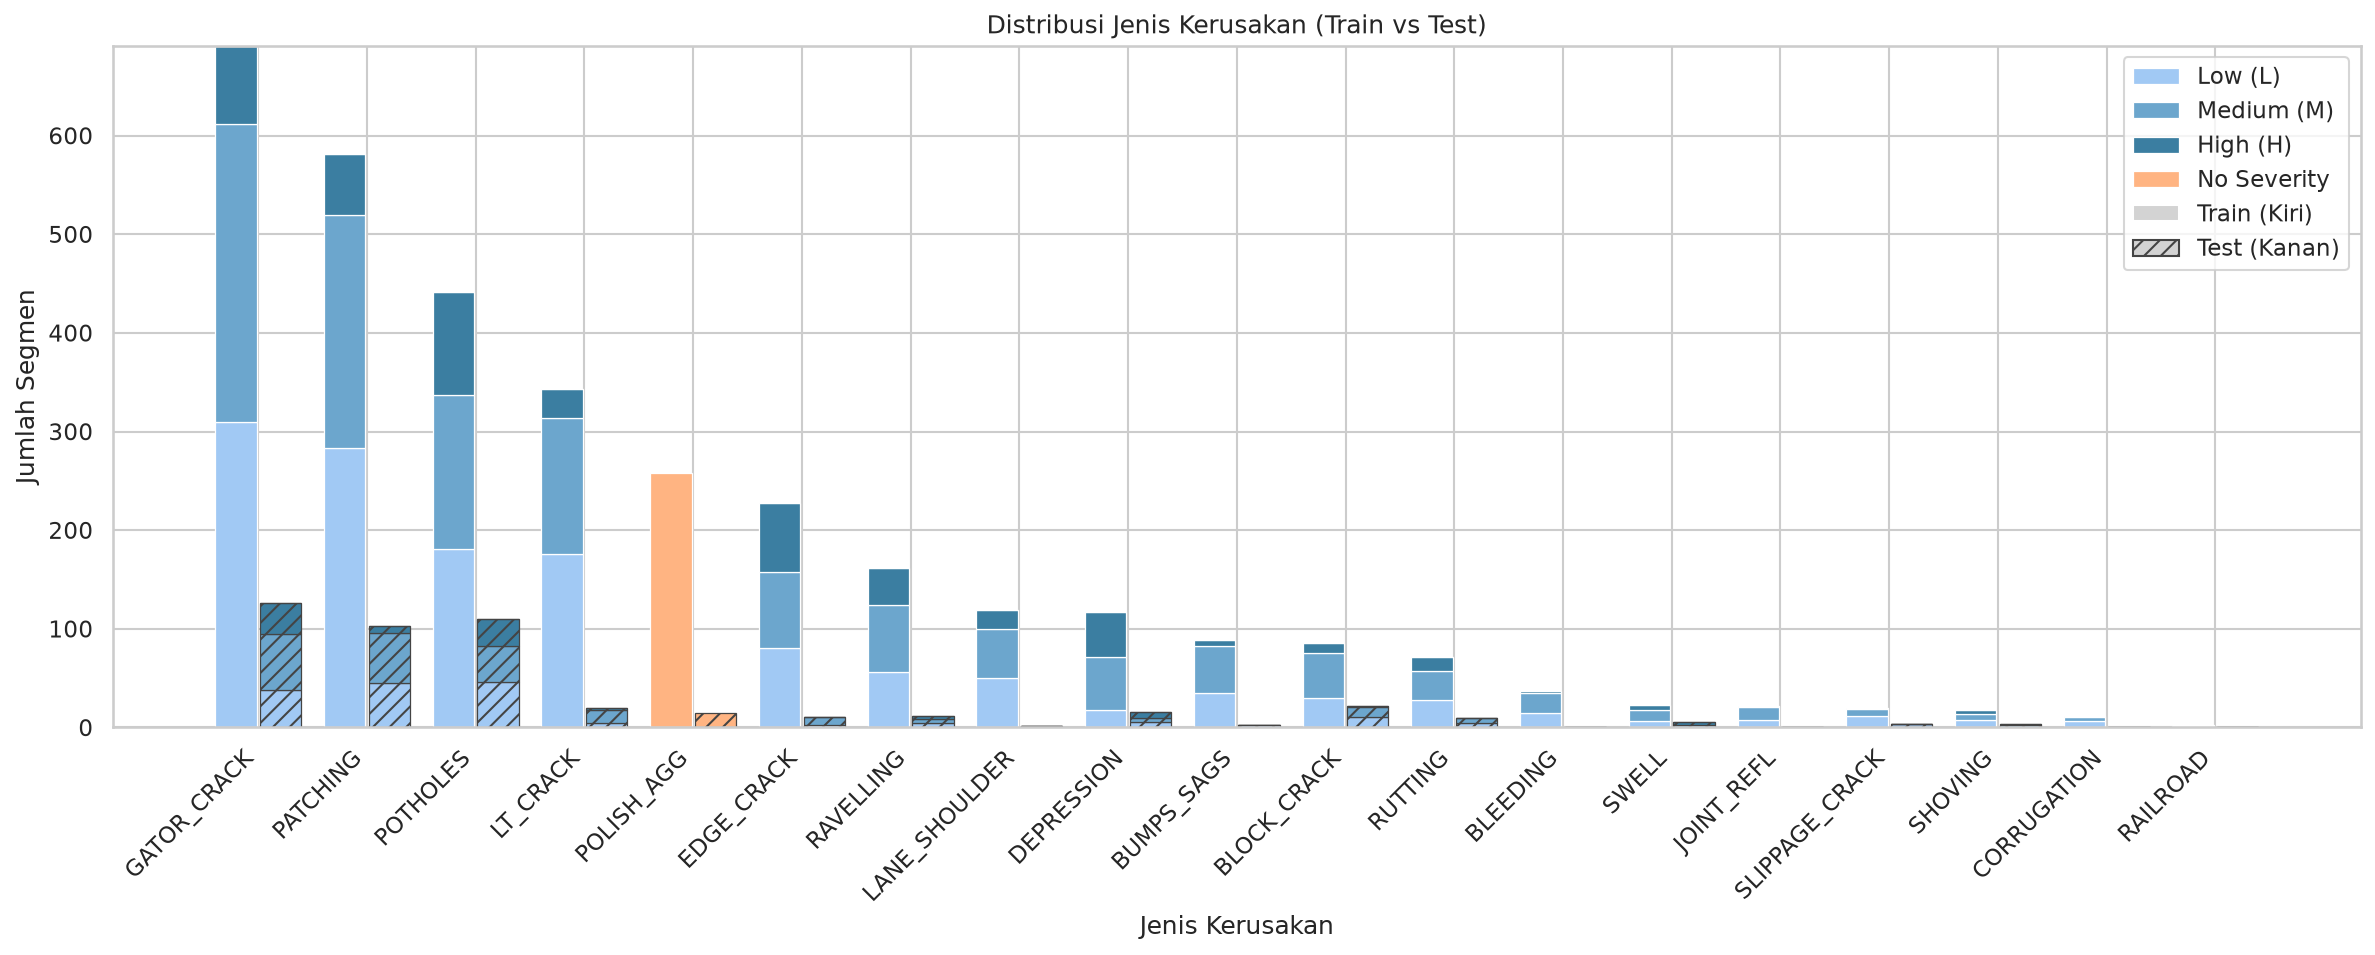 Distribusi Jenis Kerusakan (Train vs Test)
Low (L)
Medium (M)
High (H)
No Severity
Train (Kiri)
Test (Kanan)
Jumlah Segmen
600
500
400
300
200
100
0
GATOR_CRACK
PATCHING
POTHOLES
LT_CRACK
POLISH_AGG
EDGE_CRACK
RAVELLING
LANE_SHOULDER
DEPRESSION
BUMPS_SAGS
BLOCK_CRACK
RUTTING
BLEEDING
SWELL
JOINT_REFL
SLIPPAGE_CRACK
SHOVING
CORRUGATION
RAILROAD
Jenis Kerusakan